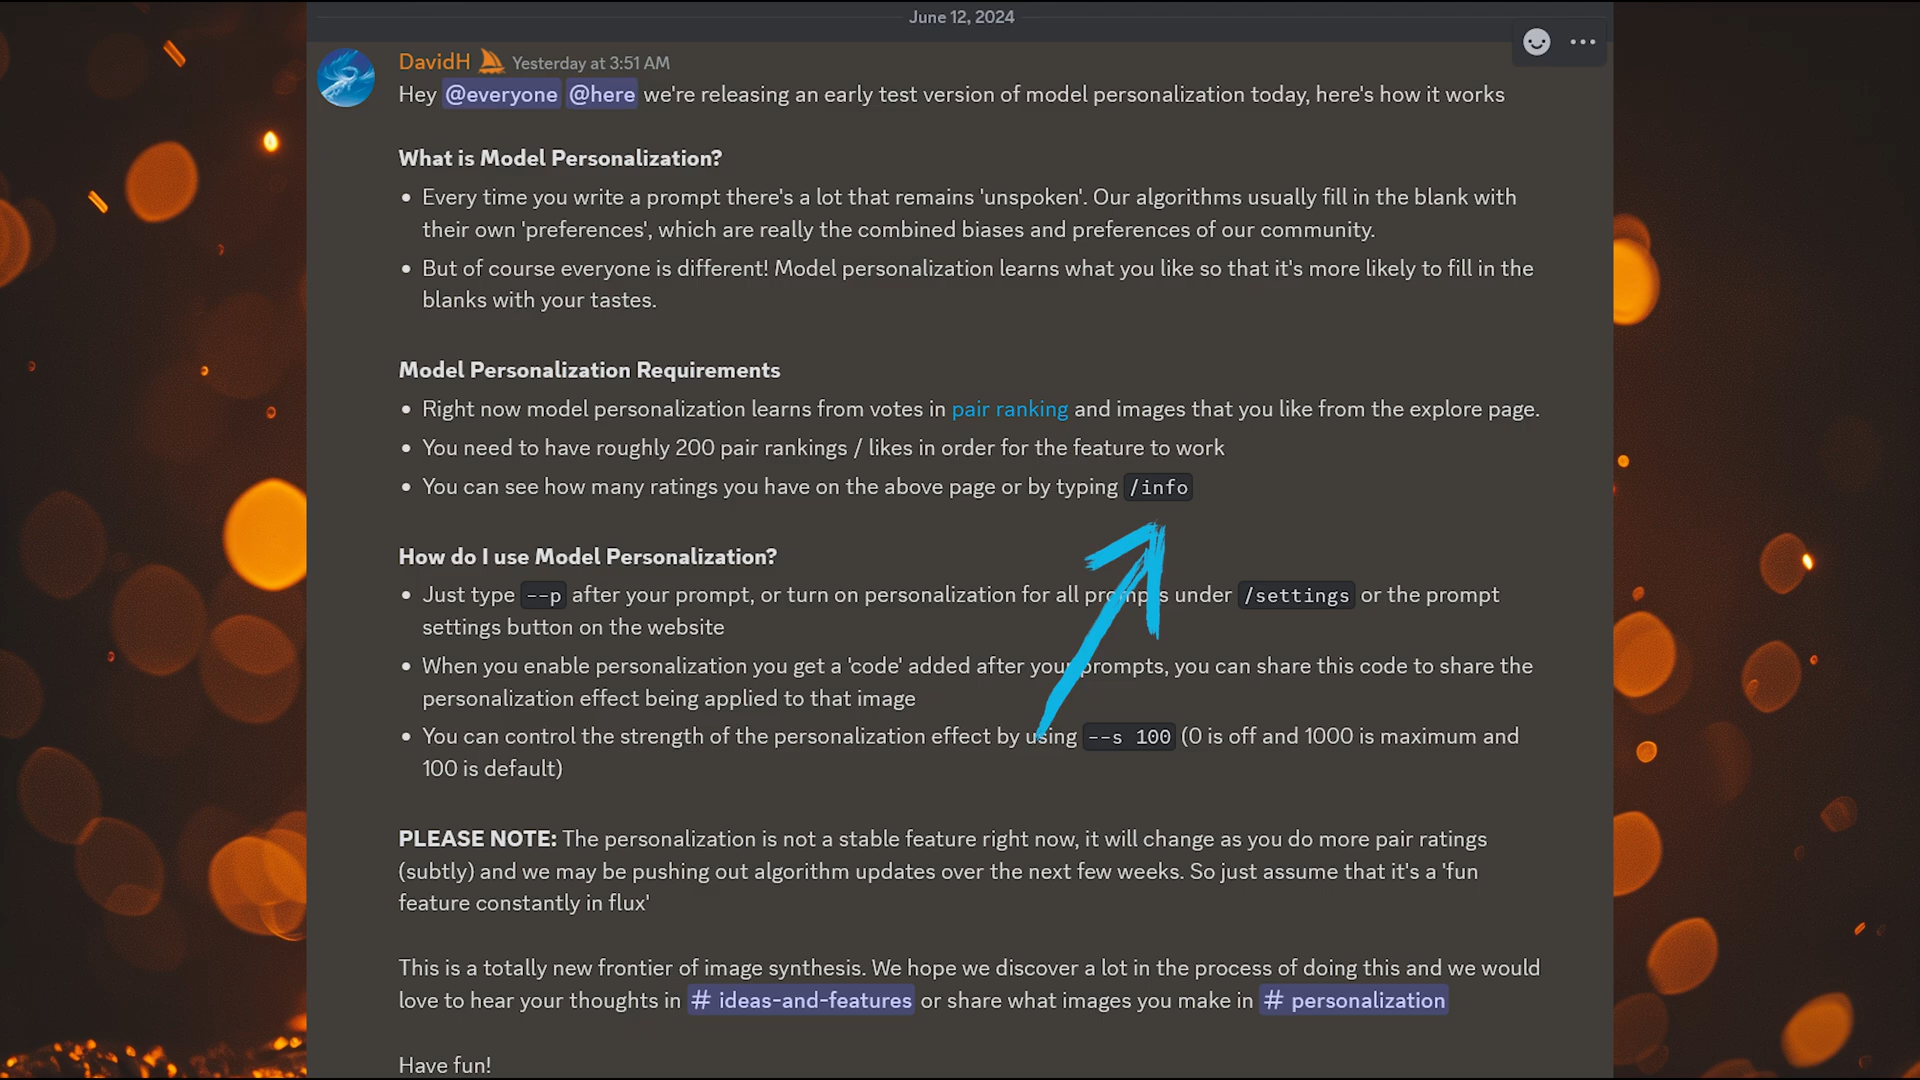 June 12, 2024
DavidH Yesterday at 3:51 AM
Hey @everyone @here we're releasing an early test version of model personalization today, here's how it works
What is Model Personalization?
• Every time you write a prompt there's a lot that remains 'unspoken'. Our algorithms usually fill in the blank with
their own 'preferences', which are really the combined biases and preferences of our community.
• But of course everyone is different! Model personalization learns what you like so that it's more likely to fill in the
blanks with your tastes.
Model Personalization Requirements
• Right now model personalization learns from votes in pair ranking and images that you like from the explore page.
• You need to have roughly 200 pair rankings / likes in order for the feature to work
• You can see how many ratings you have on the above page or by typing /info
How do I use Model Personalization?
• Just type --p after your prompt, or turn on personalization for all prompts under /settings or the prompt
settings button on the website
• When you enable personalization you get a 'code' added after your prompts, you can share this code to share the
personalization effect being applied to that image
• You can control the strength of the personalization effect by using --s 100 (0 is off and 1000 is maximum and
100 is default)
PLEASE NOTE: The personalization is not a stable feature right now, it will change as you do more pair ratings
(subtly) and we may be pushing out algorithm updates over the next few weeks. So just assume that it's a 'fun
feature constantly in flux'
This is a totally new frontier of image synthesis. We hope we discover a lot in the process of doing this and we would
love to hear your thoughts in # ideas-and-features or share what images you make in # personalization
Have fun!